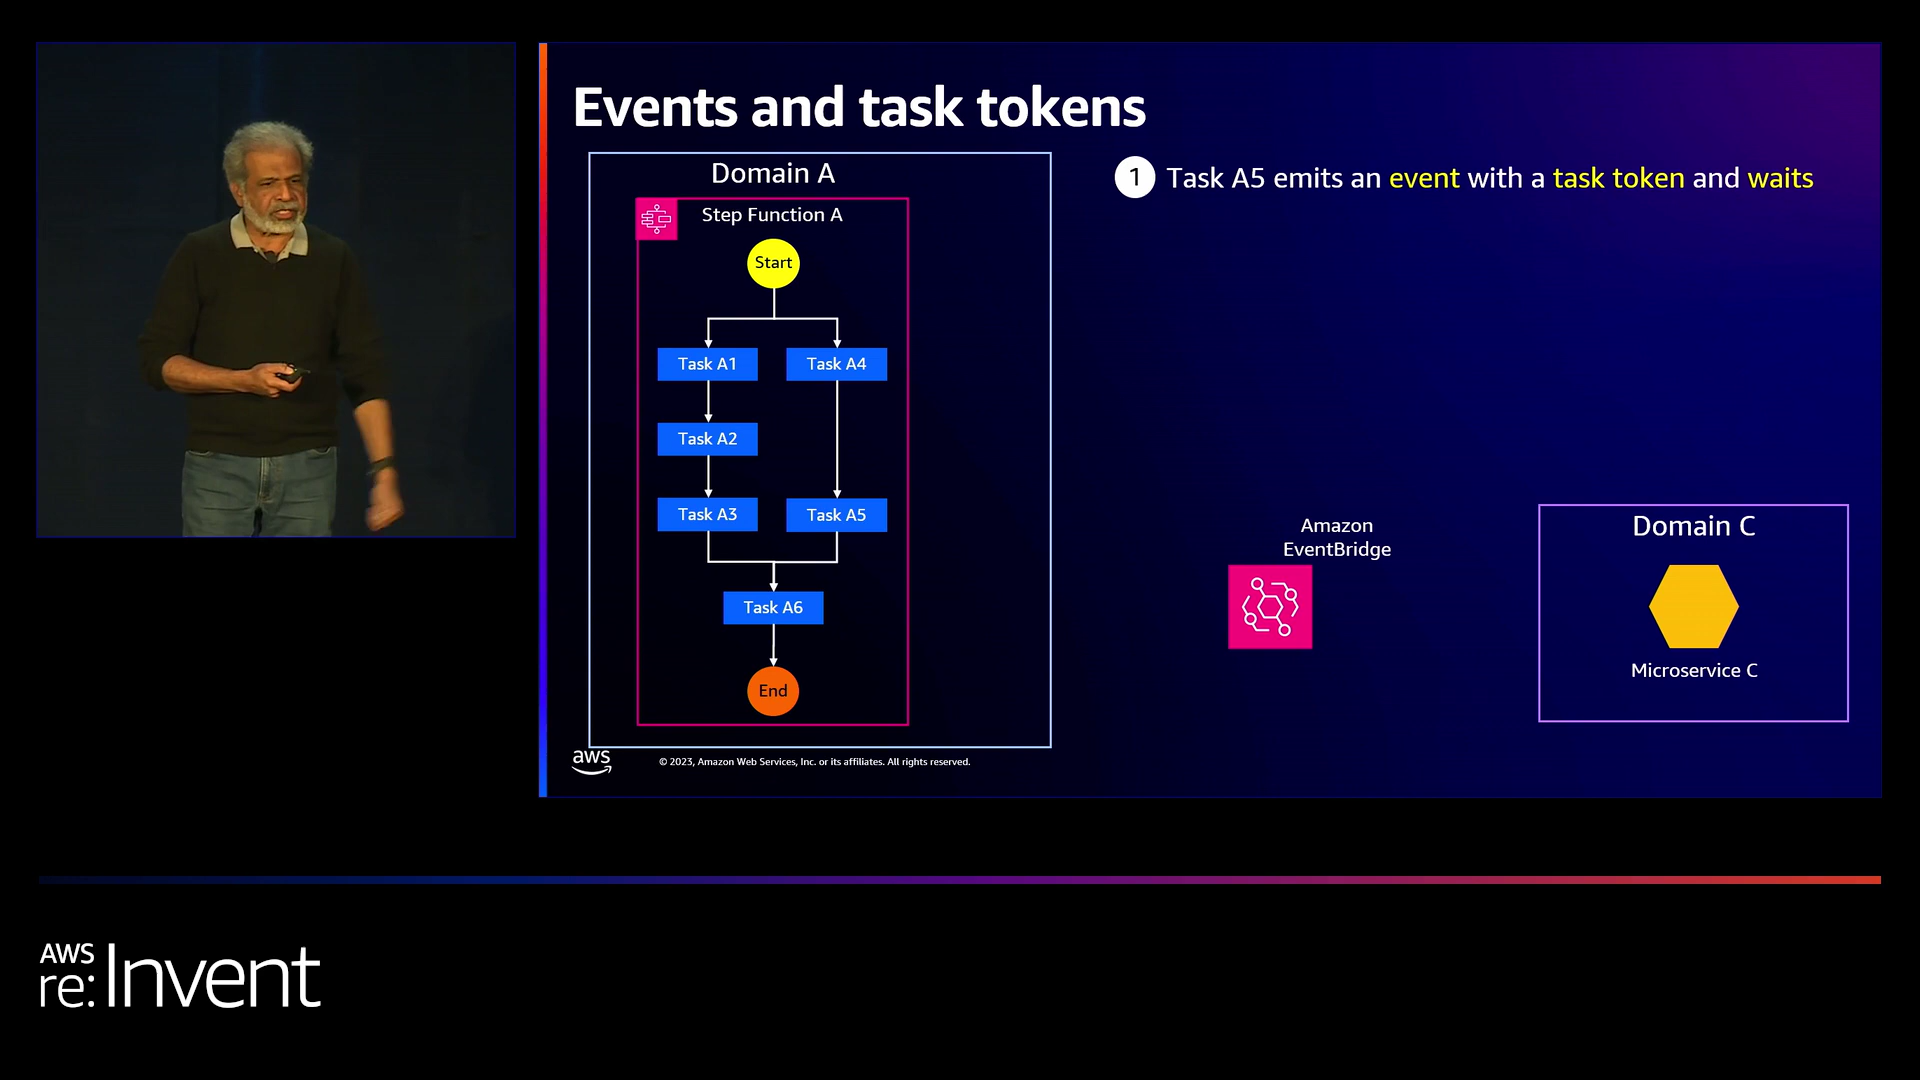 Events and task tokens
Domain A
Step Function A
Start
Task A1
Task A4
Task A2
Task A3
Task A5
Task A6
End
1 Task A5 emits an event with a task token and waits
Amazon
EventBridge
Domain C
Microservice C
aws
© 2023, Amazon Web Services, Inc. or its affiliates. All rights reserved.
AWS
re:Invent